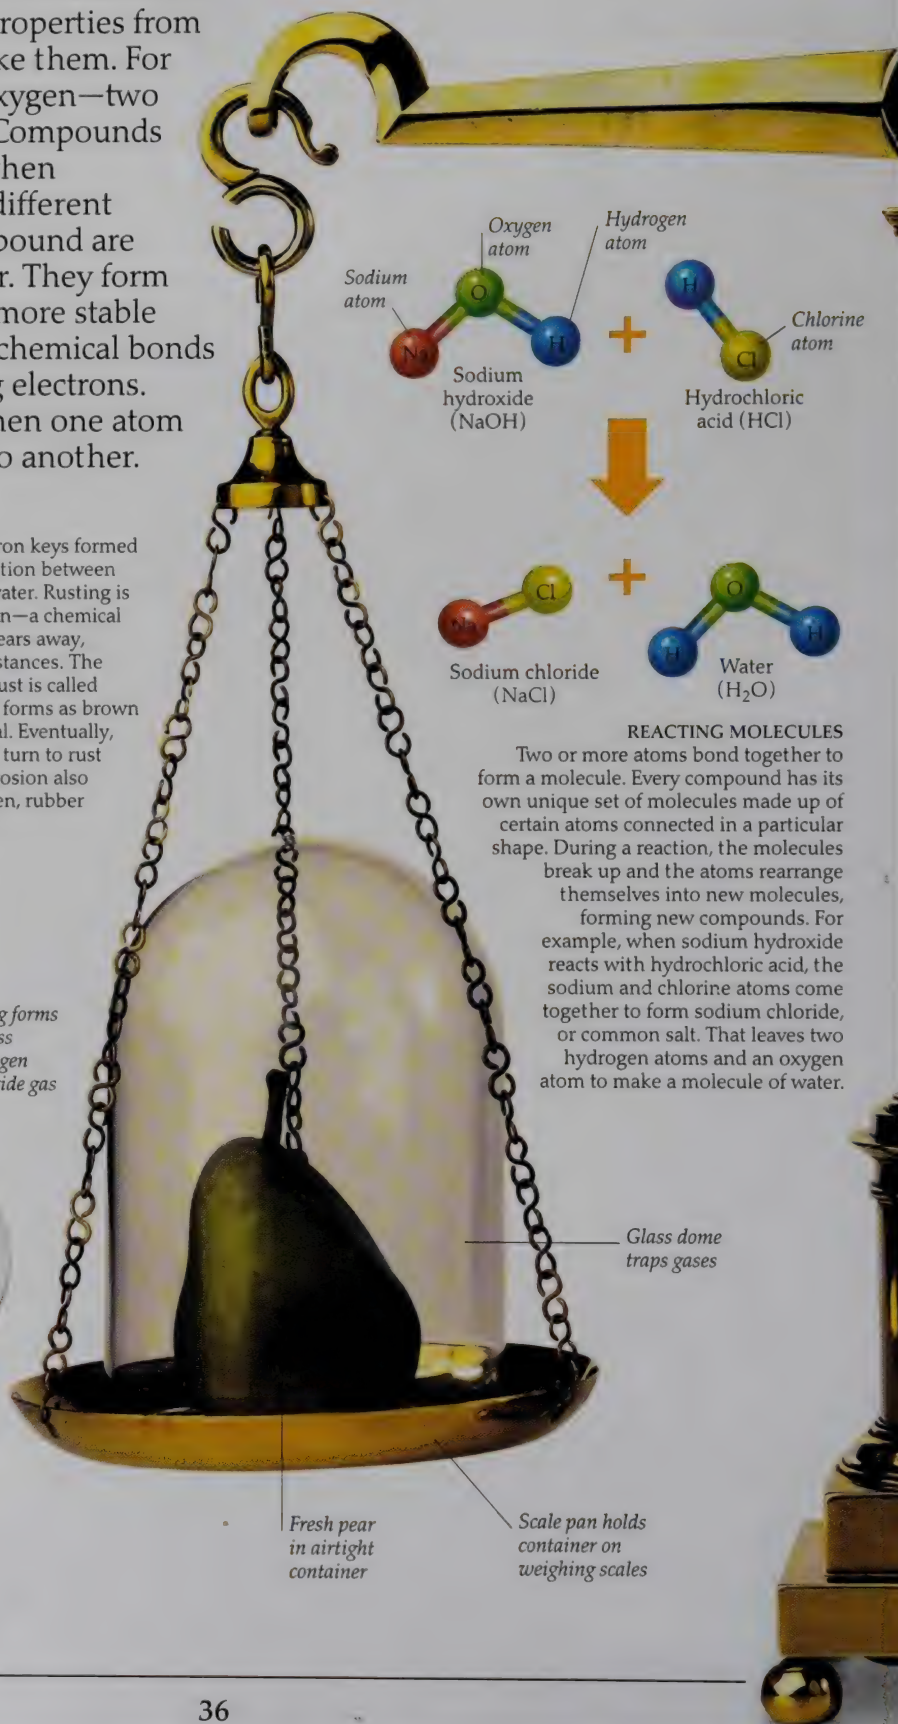 roperties from
ke them. For
xygen—two
Compounds
hen
different
pound are
r. They form
more stable
chemical bonds
g electrons.
hen one atom
o another.
ron keys formed
tion between
vater. Rusting is
n—a chemical
ears away,
stances. The
ust is called
forms as brown
al. Eventually,
turn to rust
osion also
en, rubber
g forms
ss
gen
ide gas
Oxygen
atom
Hydrogen
atom
Sodium
atom
Chlorine
atom
Na
O
H
+
H
Cl
Sodium
hydroxide
(NaOH)
Hydrochloric
acid (HCl)
Na
Cl
+
H
O
H
Sodium chloride
(NaCl)
Water
(H₂O)
REACTING MOLECULES
Two or more atoms bond together to
form a molecule. Every compound has its
own unique set of molecules made up of
certain atoms connected in a particular
shape. During a reaction, the molecules
break up and the atoms rearrange
themselves into new molecules,
forming new compounds. For
example, when sodium hydroxide
reacts with hydrochloric acid, the
sodium and chlorine atoms come
together to form sodium chloride,
or common salt. That leaves two
hydrogen atoms and an oxygen
atom to make a molecule of water.
Glass dome
traps gases
Fresh pear
in airtight
container
Scale pan holds
container on
weighing scales
36